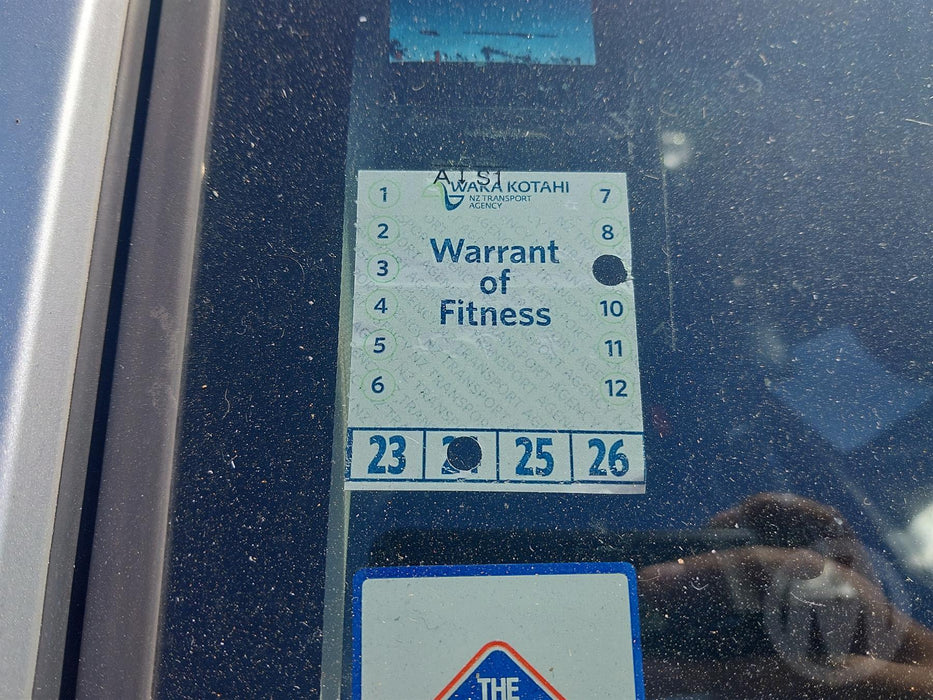 AIS1
WAKA KOTAHI
NZ TRANSPORT
AGENCY
1
2
3
4
5
6
Warrant
of
Fitness
7
8
10
11
12
23
25
26
THE